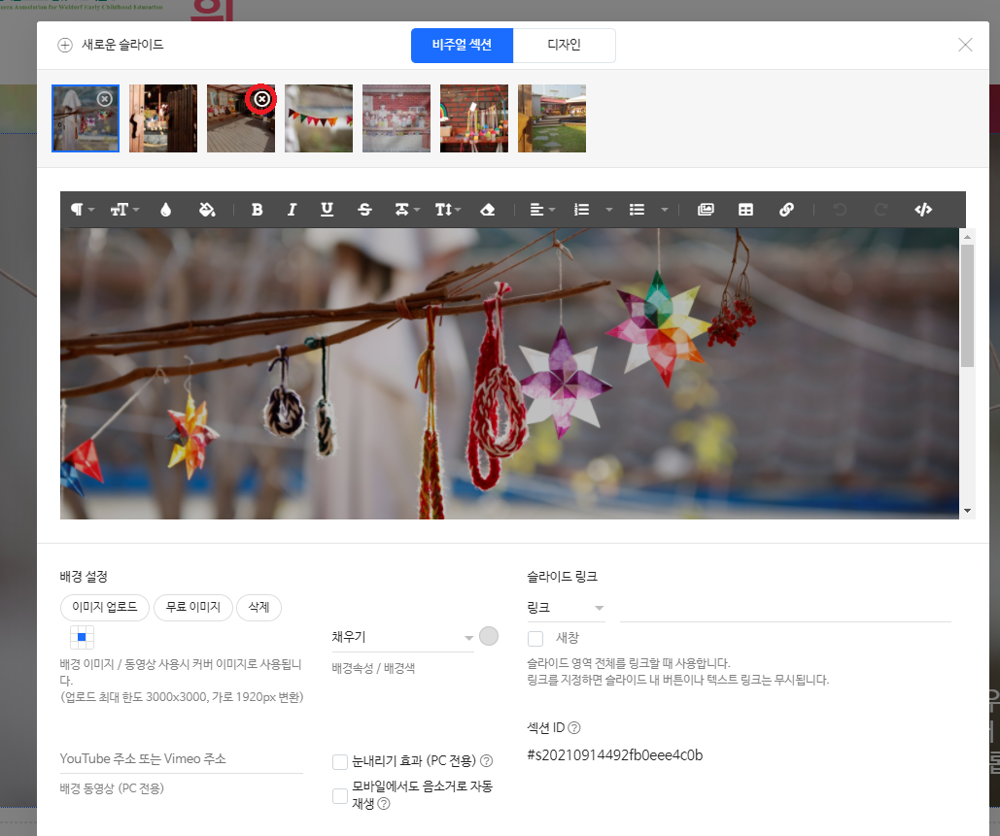 Korea Association for Waldorf Early Childhood Education
새로운 슬라이드
비주얼 섹션
디자인
배경 설정
이미지 업로드
무료 이미지
삭제
채우기
배경속성 / 배경색
배경 이미지 / 동영상 사용시 커버 이미지로 사용됩니
다.
(업로드 최대 한도 3000x3000, 가로 1920px 변환)
슬라이드 링크
링크
새창
슬라이드 영역 전체를 링크할 때 사용합니다.
링크를 지정하면 슬라이드 내 버튼이나 텍스트 링크는 무시됩니다.
섹션 ID
#s20210914492fb0eee4c0b
YouTube 주소 또는 Vimeo 주소
배경 동영상 (PC 전용)
눈내리기 효과 (PC 전용)
모바일에서도 음소거로 자동
재생